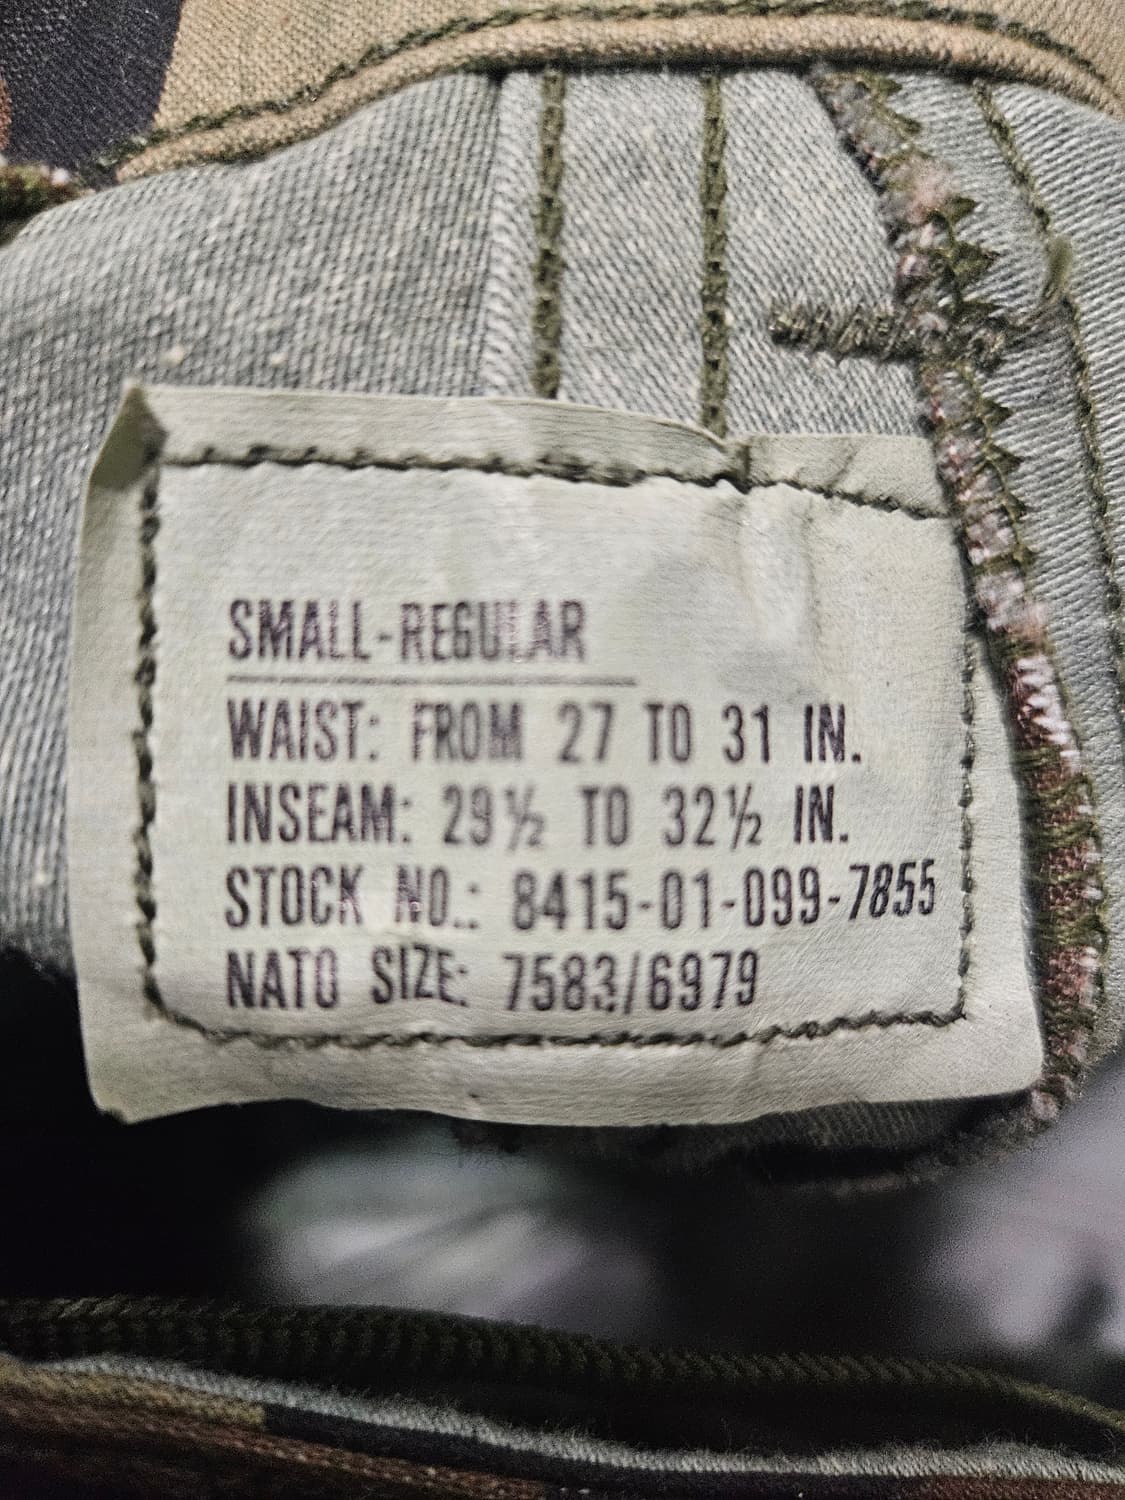 SMALL-REGULAR
WAIST: FROM 27 TO 31 IN.
INSEAM: 29½ TO 32½ IN.
STOCK NO.: 8415-01-099-7855
NATO SIZE: 7583/6979